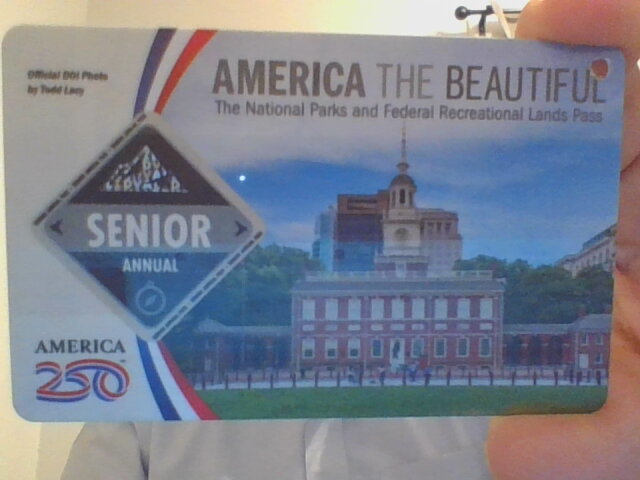 Official DOI Photo
by Todd Lacy
AMERICA THE BEAUTIFUL
The National Parks and Federal Recreational Lands Pass
SENIOR
ANNUAL
AMERICA
250